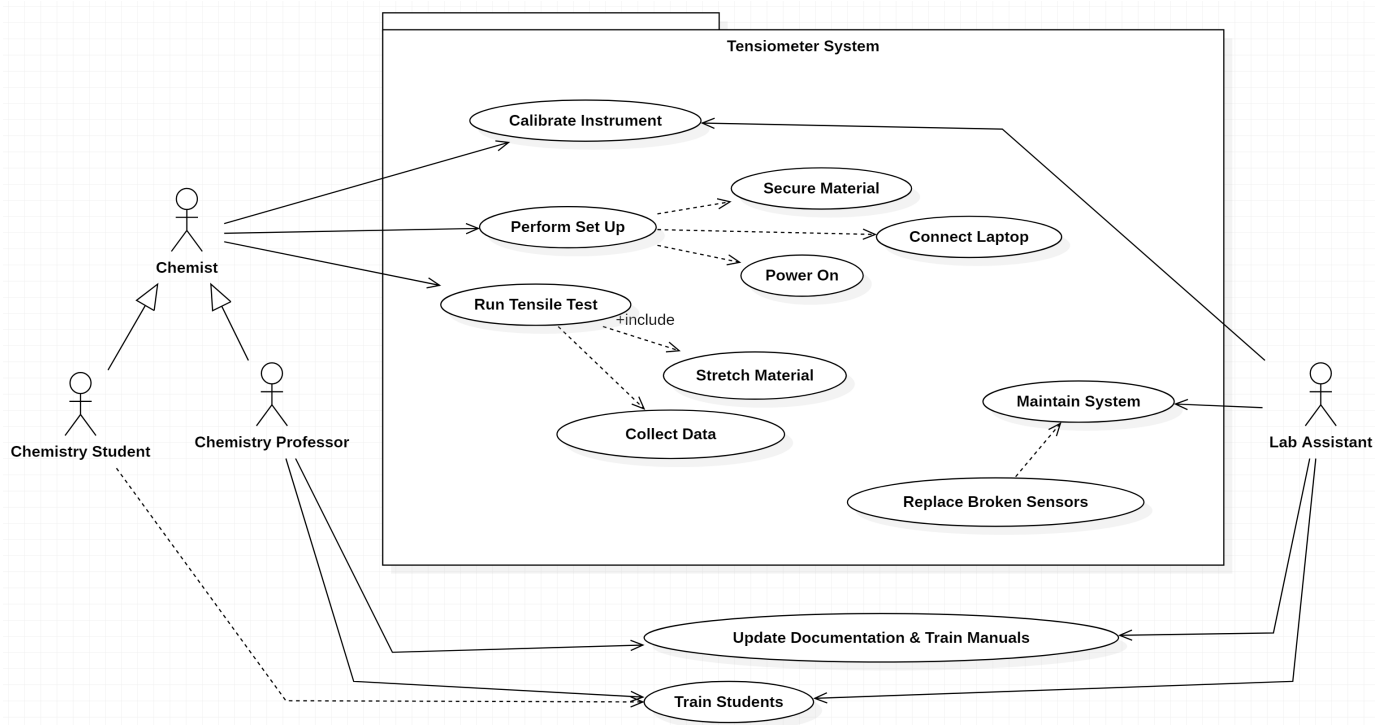 Tensiometer System
Calibrate Instrument
Secure Material
Perform Set Up
Connect Laptop
Chemist
Power On
Run Tensile Test
+include
Stretch Material
Maintain System
Collect Data
Chemistry Student
Chemistry Professor
Lab Assistant
Replace Broken Sensors
Update Documentation & Train Manuals
Train Students